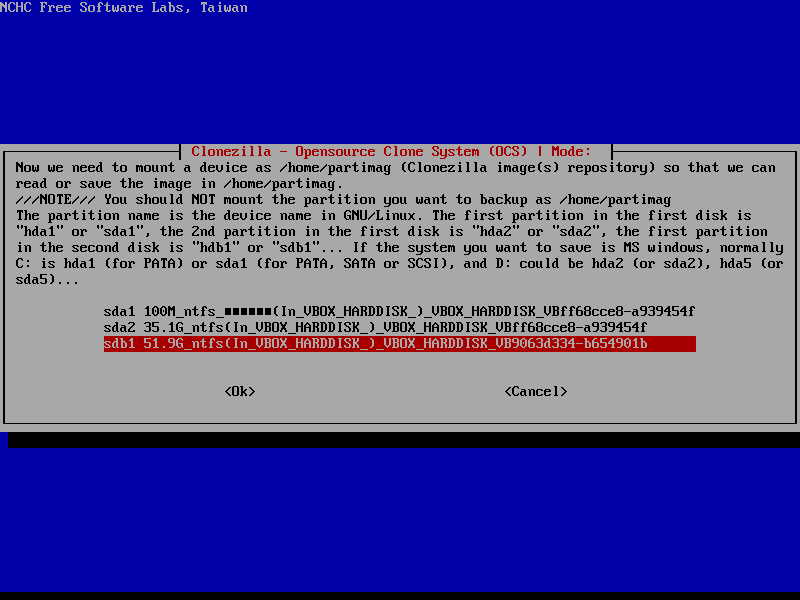 NCHC Free Software Labs, Taiwan
Clonezilla - Opensource Clone System (OCS) | Mode:
Now we need to mount a device as /home/partimag (Clonezilla image(s) repository) so that we can
read or save the image in /home/partimag.
///NOTE/// You should NOT mount the partition you want to backup as /home/partimag
The partition name is the device name in GNU/Linux. The first partition in the first disk is
"hda1" or "sda1", the 2nd partition in the first disk is "hda2" or "sda2", the first partition
in the second disk is "hdb1" or "sdb1"... If the system you want to save is MS windows, normally
C: is hda1 (for PATA) or sda1 (for PATA, SATA or SCSI), and D: could be hda2 (or sda2), hda5 (or
sda5)...
sda1 100M_ntfs_■■■■■■(In_VBOX_HARDDISK_)_VBOX_HARDDISK_VBff68cce8-a939454f
sda2 35.1G_ntfs(In_VBOX_HARDDISK_)_VBOX_HARDDISK_VBff68cce8-a939454f
sdb1 51.9G_ntfs(In_VBOX_HARDDISK_)_VBOX_HARDDISK_VB9063d334-b654901b
<Ok> <Cancel>